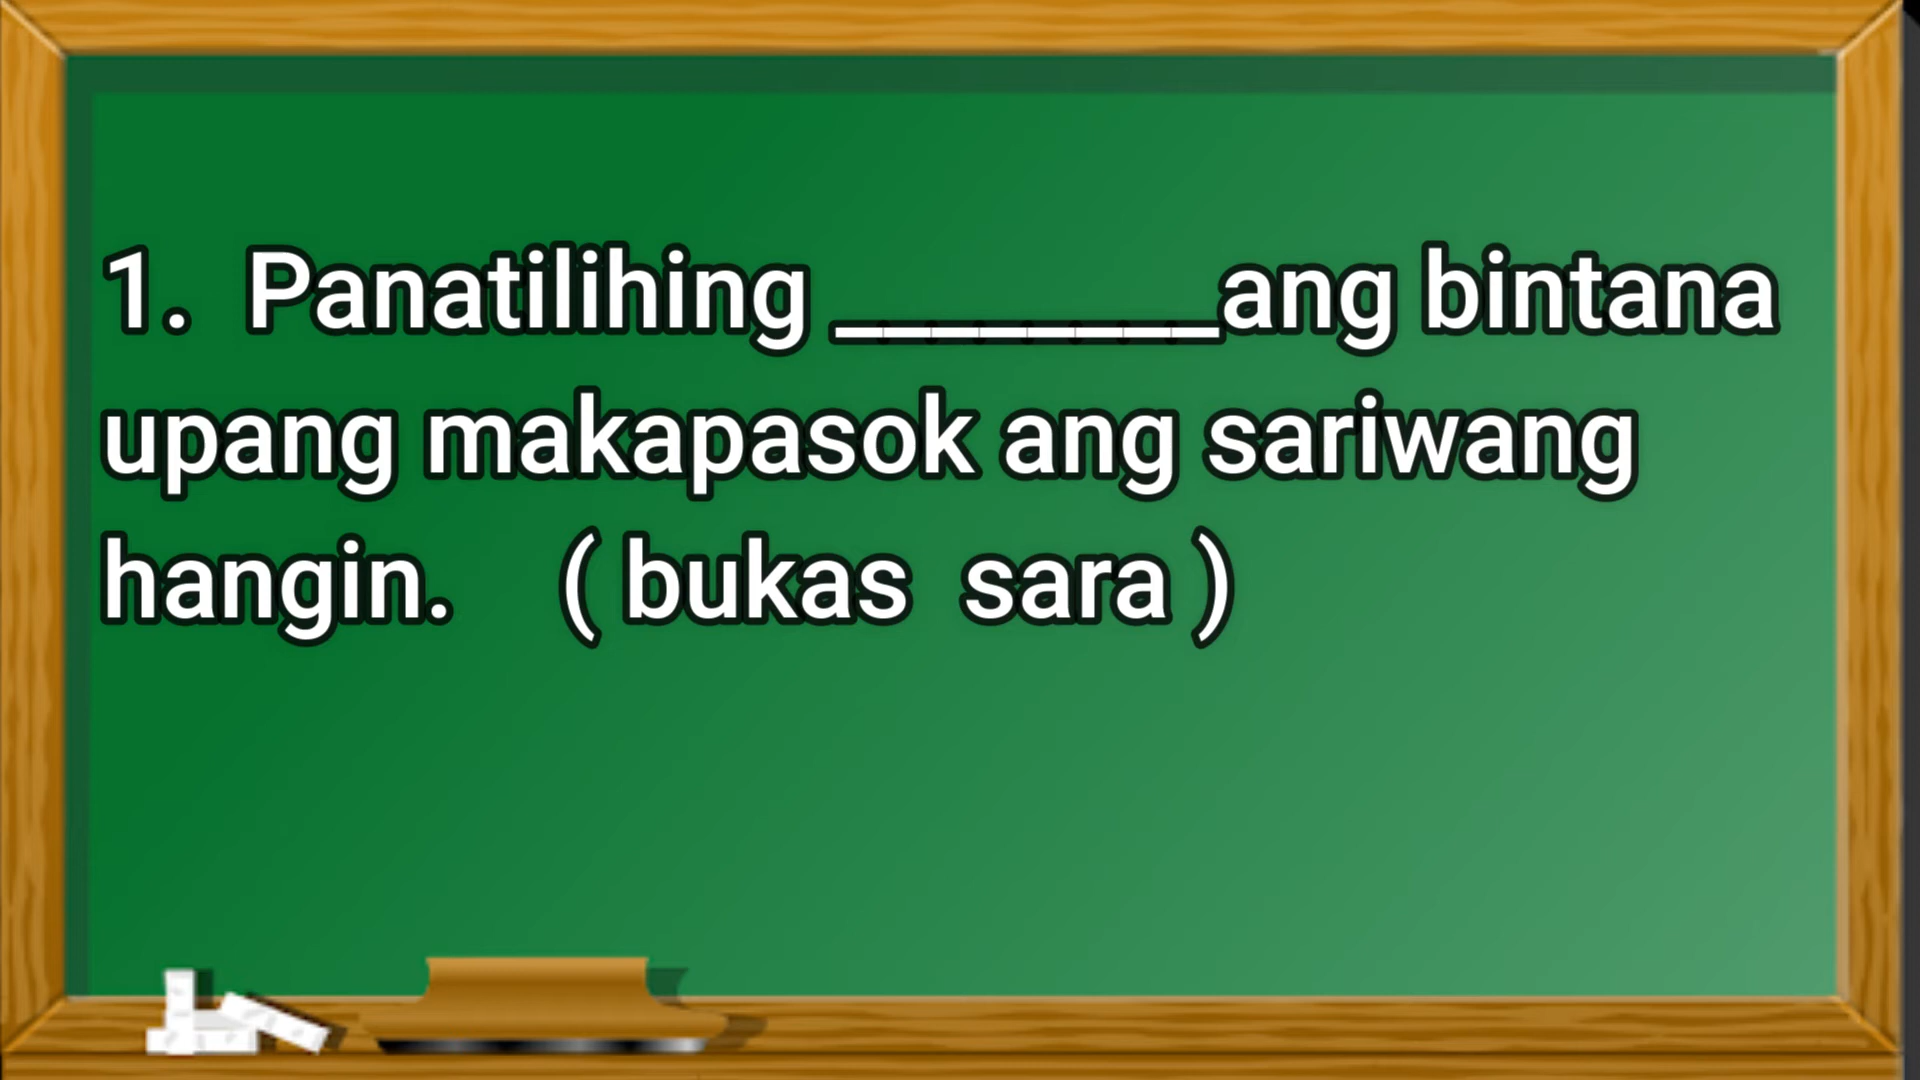 1. Panatilihing ________ang bintana
upang makapasok ang sariwang
hangin. ( bukas sara )